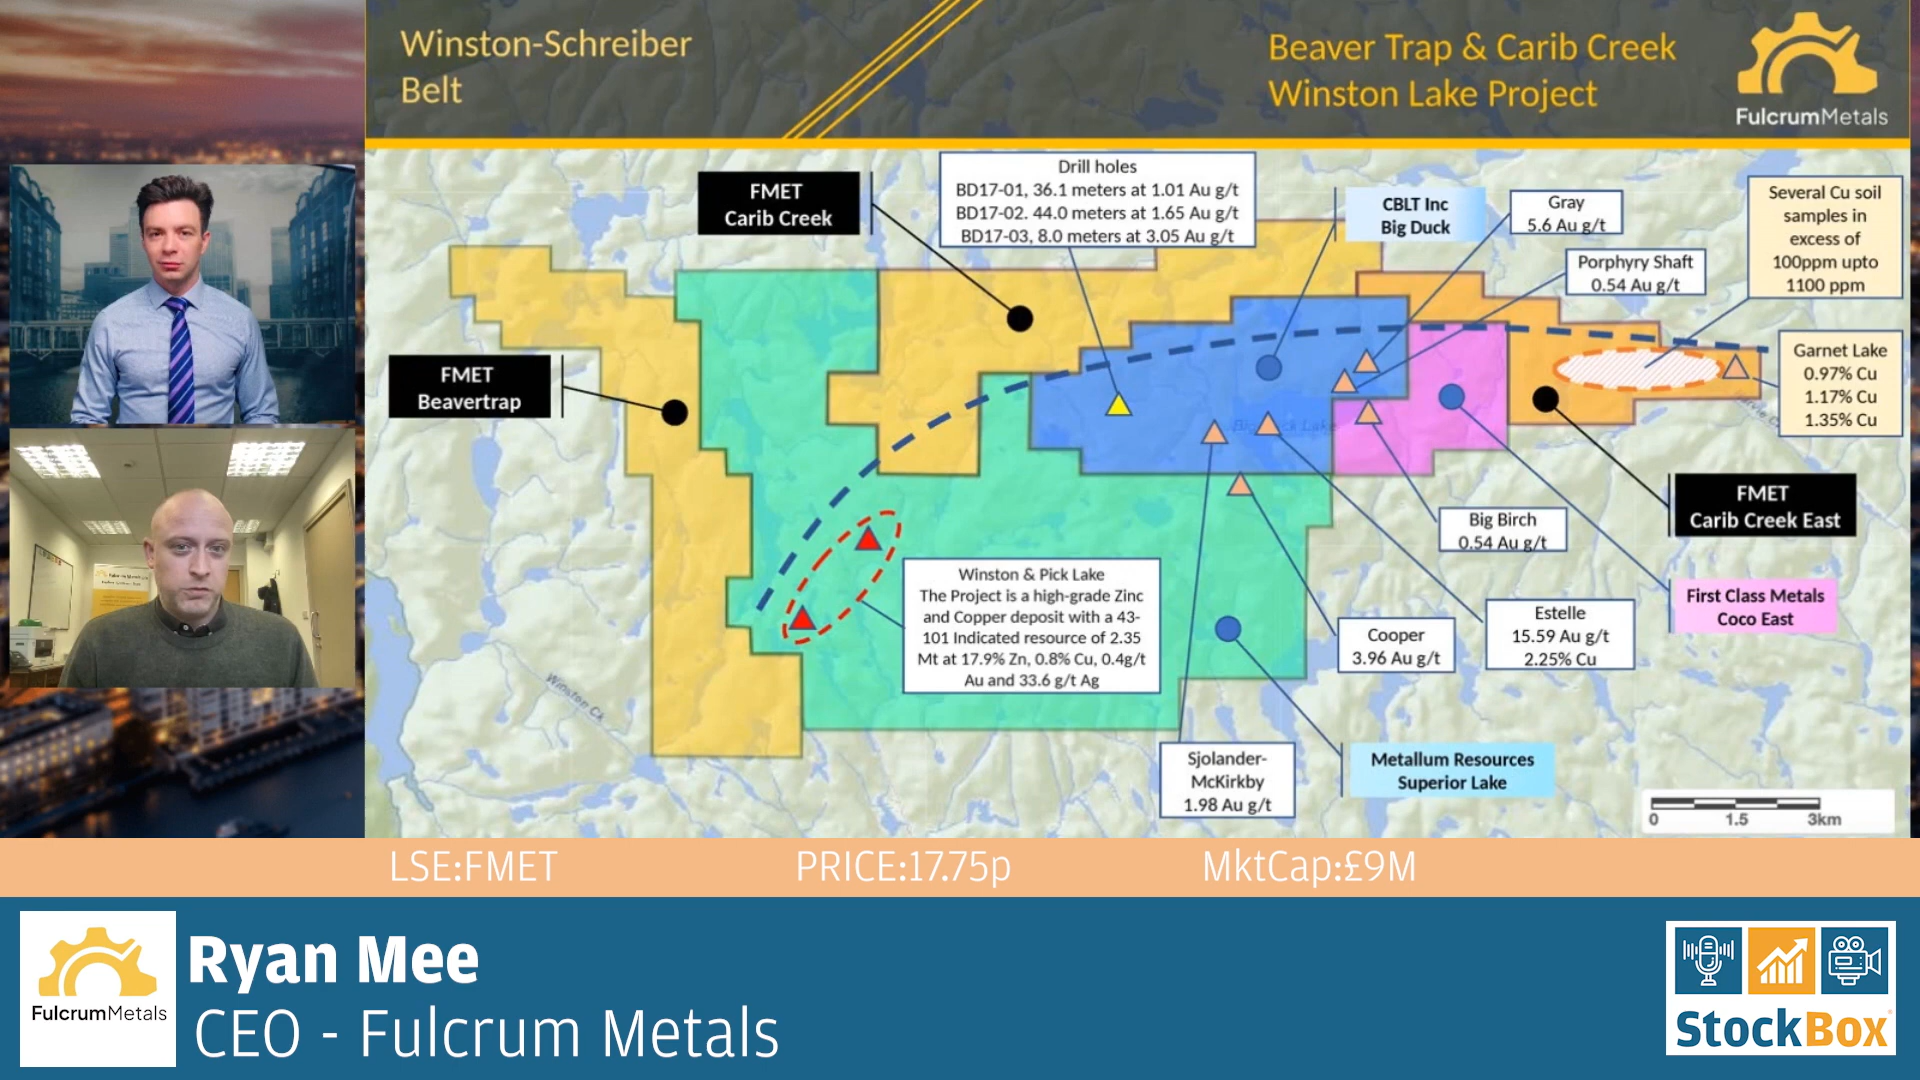 Winston-Schreiber
Belt
Beaver Trap & Carib Creek
Winston Lake Project
FulcrumMetals
FMET
Carib Creek
Drill holes
BD17-01, 36.1 meters at 1.01 Au g/t
BD17-02. 44.0 meters at 1.65 Au g/t
BD17-03, 8.0 meters at 3.05 Au g/t
CBLT Inc
Big Duck
Gray
5.6 Au g/t
Porphyry Shaft
0.54 Au g/t
Several Cu soil
samples in
excess of
100ppm upto
1100 ppm
FMET
Beavertrap
Garnet Lake
0.97% Cu
1.17% Cu
1.35% Cu
FMET
Carib Creek East
Big Birch
0.54 Au g/t
Winston & Pick Lake
The Project is a high-grade Zinc
and Copper deposit with a 43-
101 Indicated resource of 2.35
Mt at 17.9% Zn, 0.8% Cu, 0.4g/t
Au and 33.6 g/t Ag
First Class Metals
Coco East
Estelle
15.59 Au g/t
2.25% Cu
Cooper
3.96 Au g/t
Winston Ck
Sjolander-
McKirkby
1.98 Au g/t
Metallum Resources
Superior Lake
0 1.5 3km
LSE:FMET PRICE:17.75p MktCap:£9M
FulcrumMetals
Ryan Mee
CEO - Fulcrum Metals
StockBox